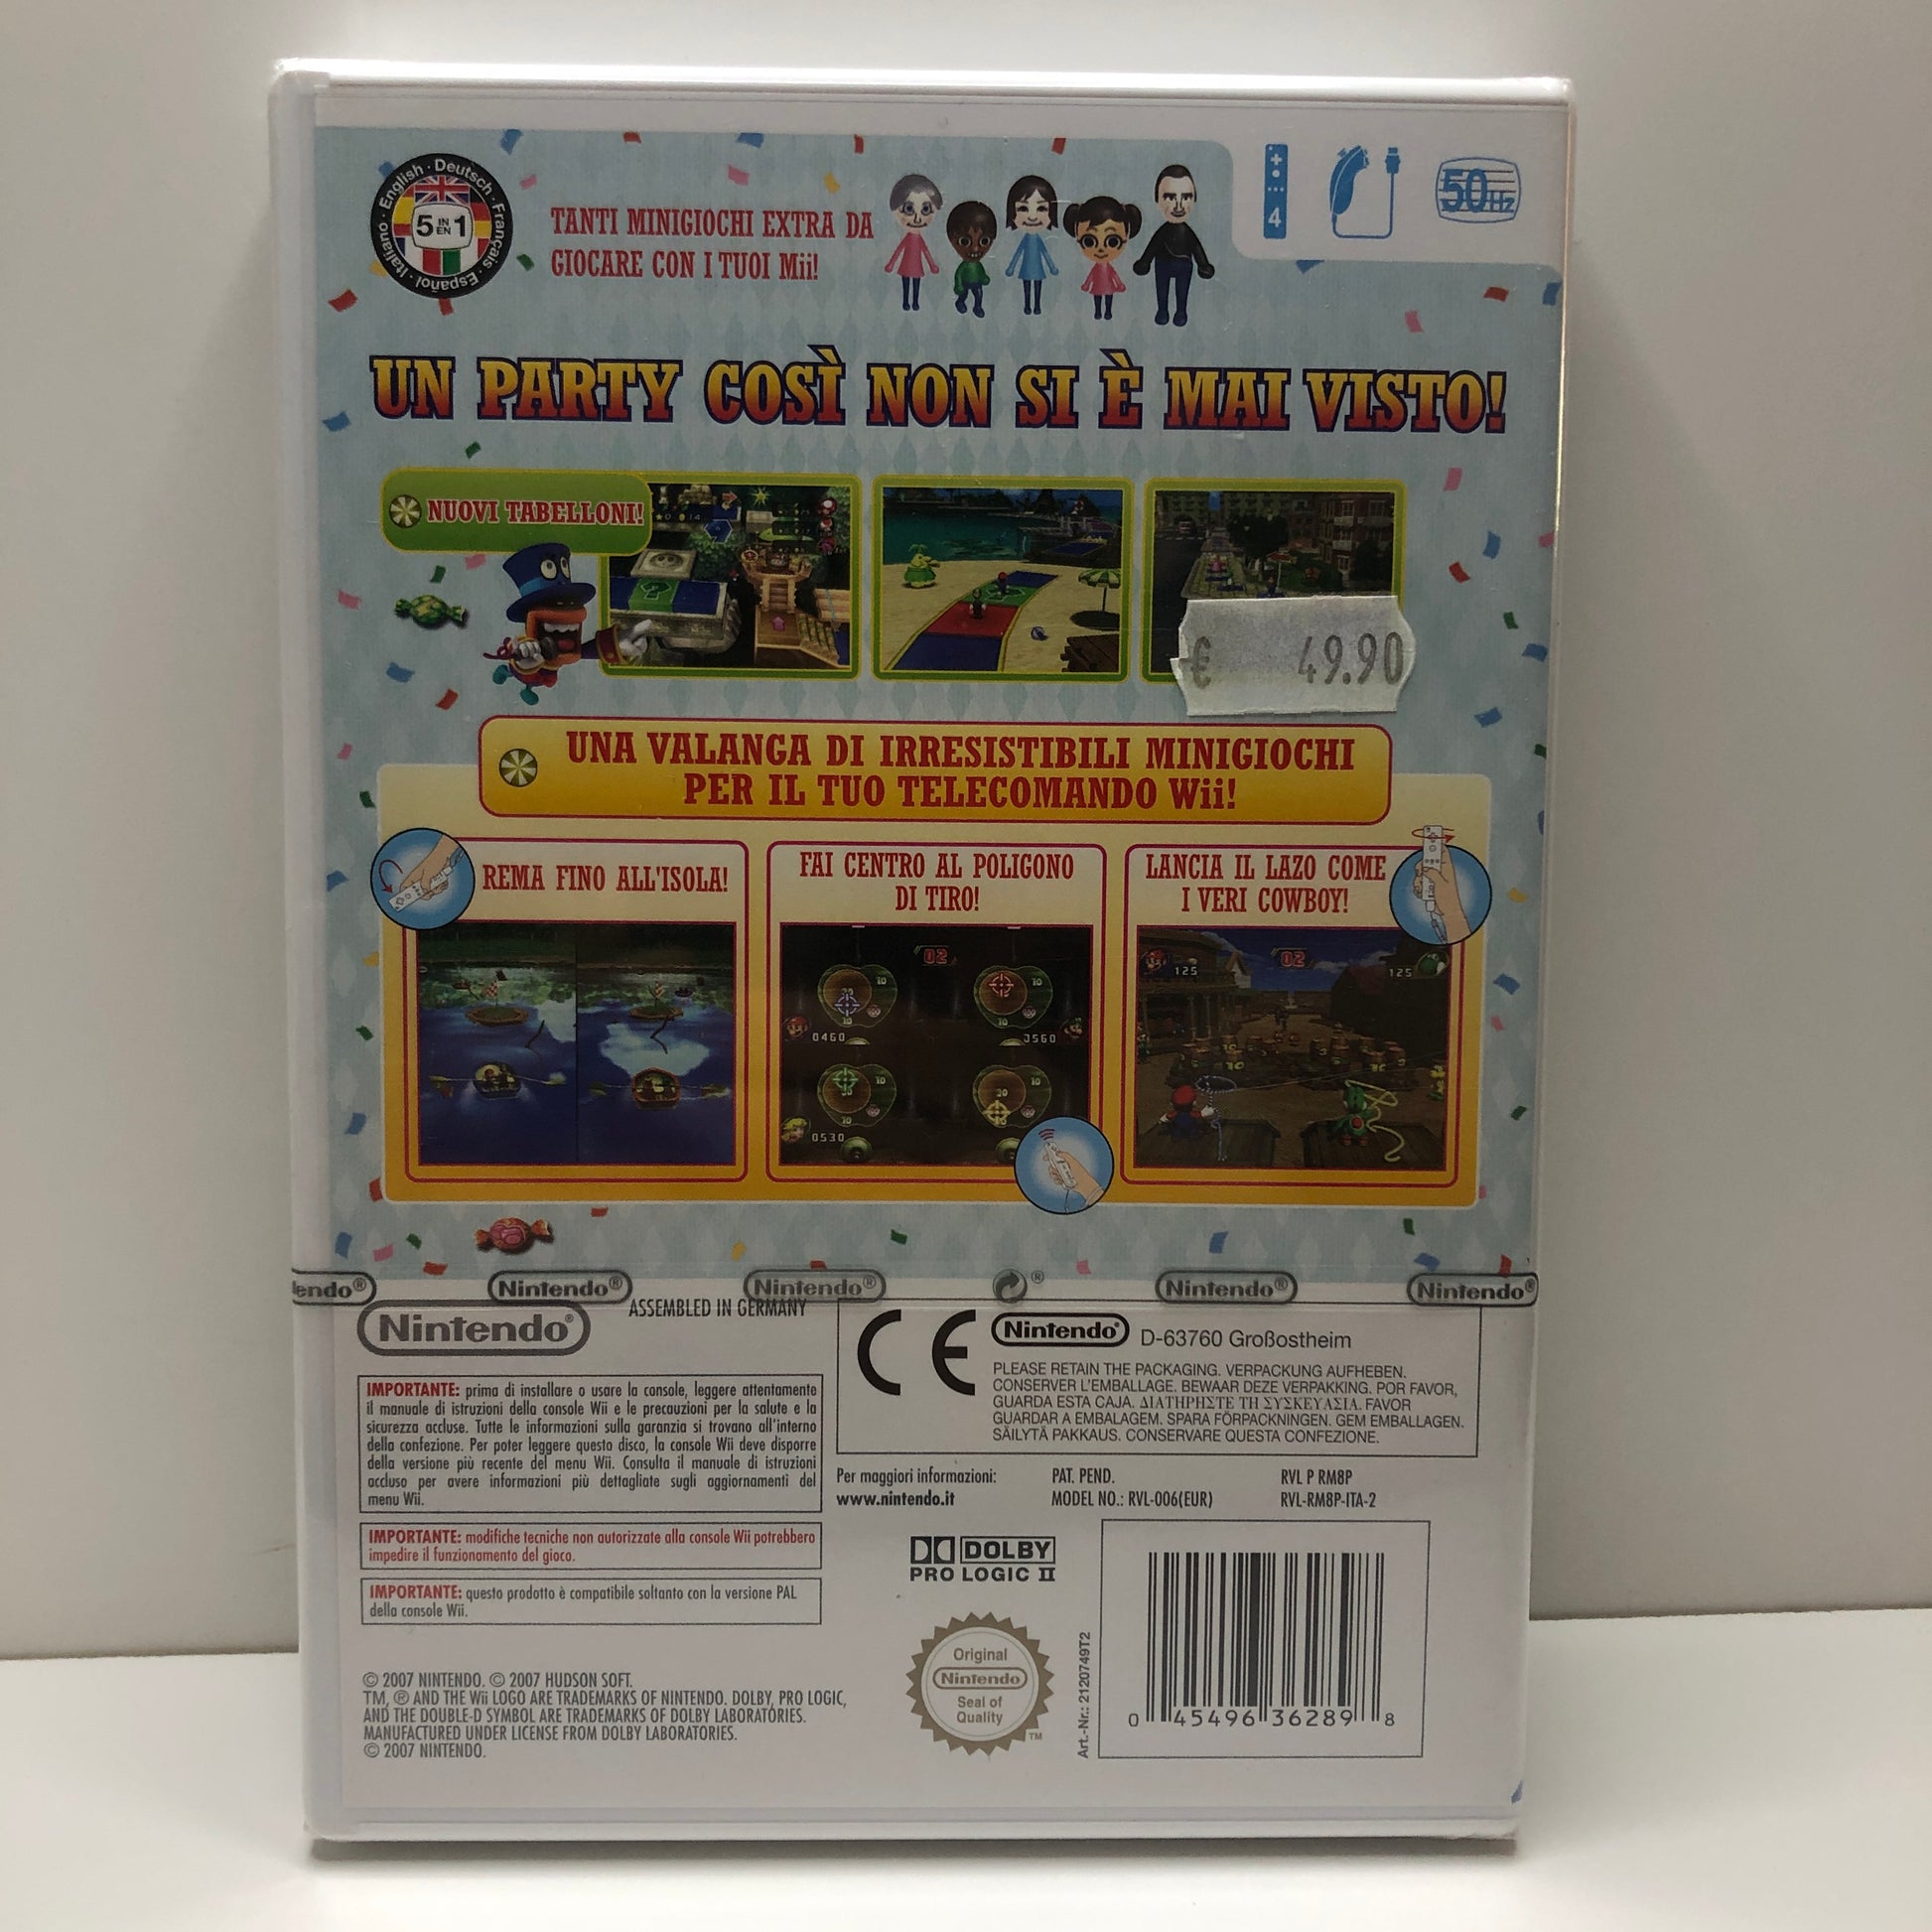 English · Deutsch · Français · Español · Italiano
5 IN EN 1
TANTI MINIGIOCHI EXTRA DA
GIOCARE CON I TUOI Mii!
4
50Hz
UN PARTY COSÌ NON SI È MAI VISTO!
NUOVI TABELLONI!
€ 49.90
UNA VALANGA DI IRRESISTIBILI MINIGIOCHI
PER IL TUO TELECOMANDO Wii!
REMA FINO ALL'ISOLA!
FAI CENTRO AL POLIGONO
DI TIRO!
LANCIA IL LAZO COME
I VERI COWBOY!
02
10
10
20
10
10
0460
3560
10
10
20
20
10
10
0530
125
02
125
endo®
Nintendo®
Nintendo®
®
Nintendo®
Nintendo®
ASSEMBLED IN GERMANY
Nintendo®
CE
Nintendo®
D-63760 Großostheim
PLEASE RETAIN THE PACKAGING. VERPACKUNG AUFHEBEN.
CONSERVER L'EMBALLAGE. BEWAAR DEZE VERPAKKING. POR FAVOR,
GUARDA ESTA CAJA. ΔΙΑΤΗΡΗΣΤΕ ΤΗ ΣΥΣΚΕΥΑΣΙΑ. FAVOR
GUARDAR A EMBALAGEM. SPARA FÖRPACKNINGEN. GEM EMBALLAGEN.
SÄILYTÄ PAKKAUS. CONSERVARE QUESTA CONFEZIONE.
IMPORTANTE: prima di installare o usare la console, leggere attentamente
il manuale di istruzioni della console Wii e le precauzioni per la salute e la
sicurezza accluse. Tutte le informazioni sulla garanzia si trovano all'interno
della confezione. Per poter leggere questo disco, la console Wii deve disporre
della versione più recente del menu Wii. Consulta il manuale di istruzioni
accluso per avere informazioni più dettagliate sugli aggiornamenti del
menu Wii.
Per maggiori informazioni:
www.nintendo.it
PAT. PEND.
MODEL NO.: RVL-006(EUR)
RVL P RM8P
RVL-RM8P-ITA-2
IMPORTANTE: modifiche tecniche non autorizzate alla console Wii potrebbero
impedire il funzionamento del gioco.
IMPORTANTE: questo prodotto è compatibile soltanto con la versione PAL
della console Wii.
DOLBY
PRO LOGIC II
Original
Nintendo
Seal of
Quality
TM
Art.-Nr.: 2120749T2
0 45496 36289 8
© 2007 NINTENDO. © 2007 HUDSON SOFT.
TM, ® AND THE Wii LOGO ARE TRADEMARKS OF NINTENDO. DOLBY, PRO LOGIC,
AND THE DOUBLE-D SYMBOL ARE TRADEMARKS OF DOLBY LABORATORIES.
MANUFACTURED UNDER LICENSE FROM DOLBY LABORATORIES.
© 2007 NINTENDO.